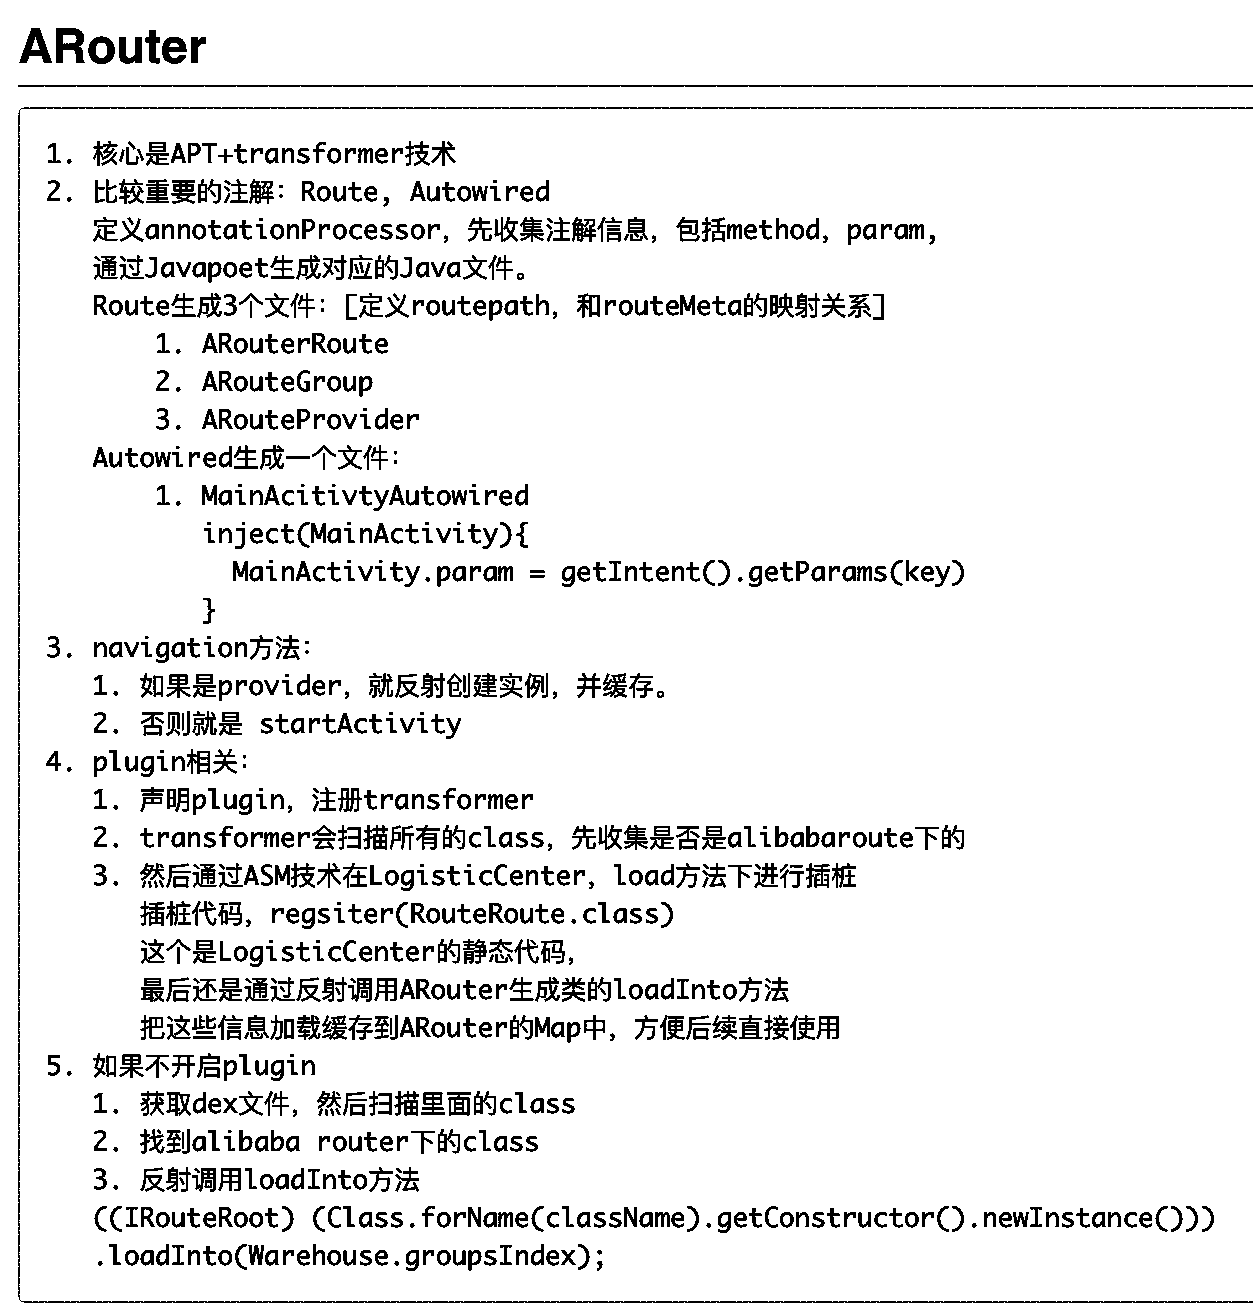 ARouter
1. 核心是APT+transformer技术
2. 比较重要的注解：Route, Autowired
定义annotationProcessor，先收集注解信息，包括method，param,
通过Javapoet生成对应的Java文件。
Route生成3个文件：[定义routepath，和routeMeta的映射关系]
1. ARouterRoute
2. ARouteGroup
3. ARouteProvider
Autowired生成一个文件：
1. MainAcitivtyAutowired
inject(MainActivity){
MainActivity.param = getIntent().getParams(key)
}
3. navigation方法：
1. 如果是provider，就反射创建实例，并缓存。
2. 否则就是 startActivity
4. plugin相关：
1. 声明plugin，注册transformer
2. transformer会扫描所有的class，先收集是否是alibabaroute下的
3. 然后通过ASM技术在LogisticCenter，load方法下进行插桩
插桩代码，regsiter(RouteRoute.class)
这个是LogisticCenter的静态代码，
最后还是通过反射调用ARouter生成类的loadInto方法
把这些信息加载缓存到ARouter的Map中，方便后续直接使用
5. 如果不开启plugin
1. 获取dex文件，然后扫描里面的class
2. 找到alibaba router下的class
3. 反射调用loadInto方法
((IRouteRoot) (Class.forName(className).getConstructor().newInstance()))
.loadInto(Warehouse.groupsIndex);